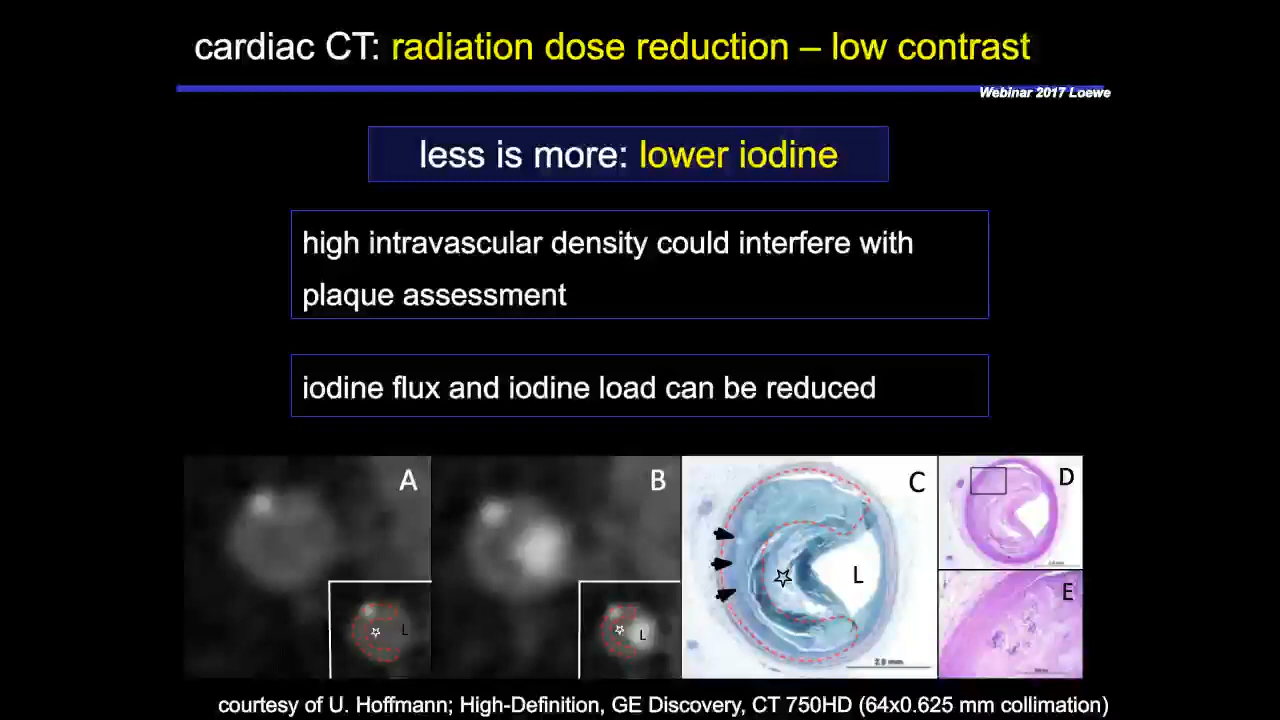 cardiac CT: radiation dose reduction – low contrast
Webinar 2017 Loewe
less is more: lower iodine
high intravascular density could interfere with
plaque assessment
iodine flux and iodine load can be reduced
A
L
B
L
C
L
D
E
courtesy of U. Hoffmann; High-Definition, GE Discovery, CT 750HD (64x0.625 mm collimation)